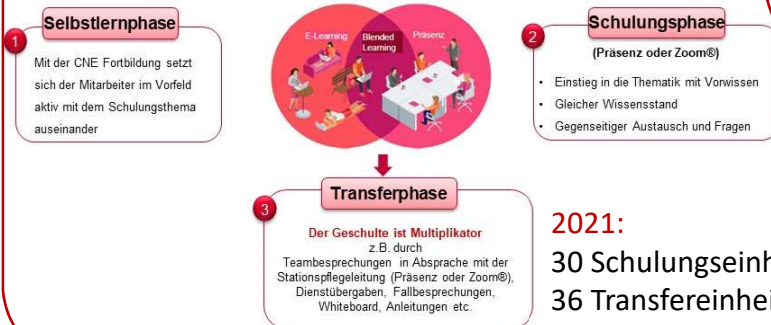 Selbstlernphase
1
Mit der CNE Fortbildung setzt
sich der Mitarbeiter im Vorfeld
aktiv mit dem Schulungsthema
auseinander
E-Learning
Blended
Learning
Präsenz
Schulungsphase
2
(Präsenz oder Zoom®)
• Einstieg in die Thematik mit Vorwissen
• Gleicher Wissensstand
• Gegenseitiger Austausch und Fragen
Transferphase
3
Der Geschulte ist Multiplikator
z.B. durch
Teambesprechungen in Absprache mit der
Stationspflegeleitung (Präsenz oder Zoom®),
Dienstübergaben, Fallbesprechungen,
Whiteboard, Anleitungen etc.
2021:
30
36